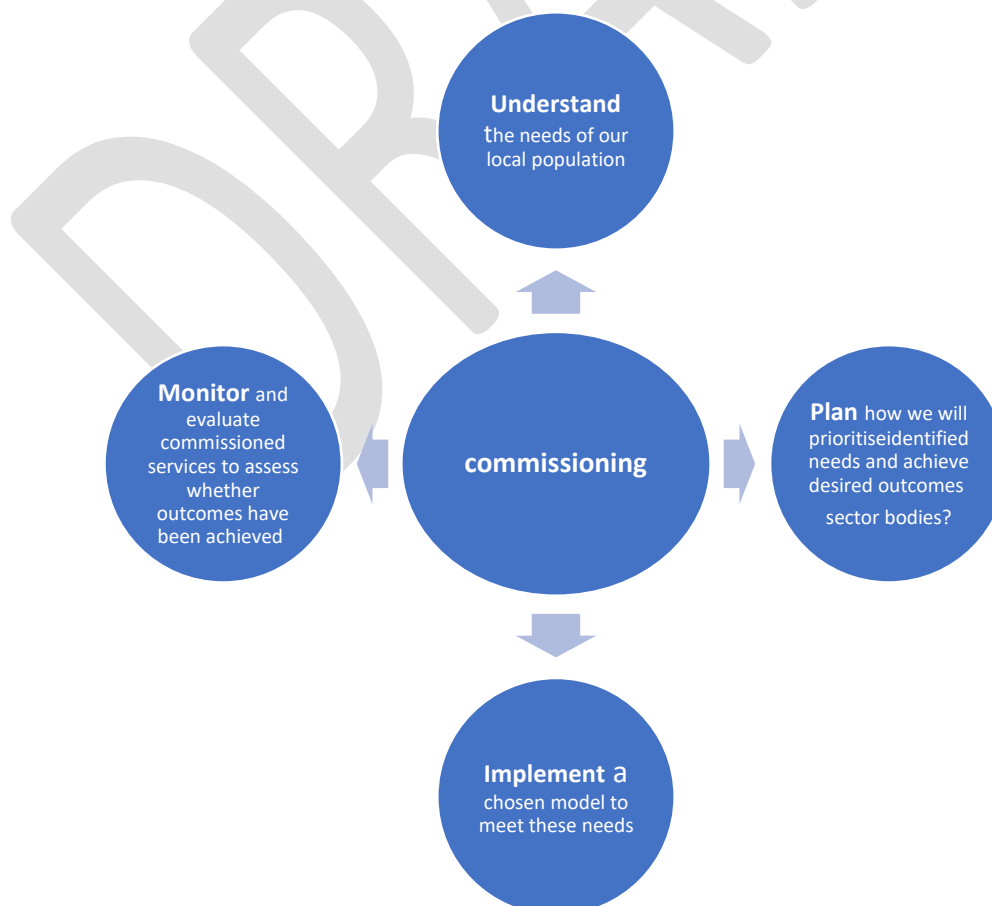 Understand
the needs of our
local population
Monitor and
evaluate
commissioned
services to assess
whether
outcomes have
been achieved
commissioning
Plan how we will
prioritiseidentified
needs and achieve
desired outcomes
sector bodies?
Implement a
chosen model to
meet these needs